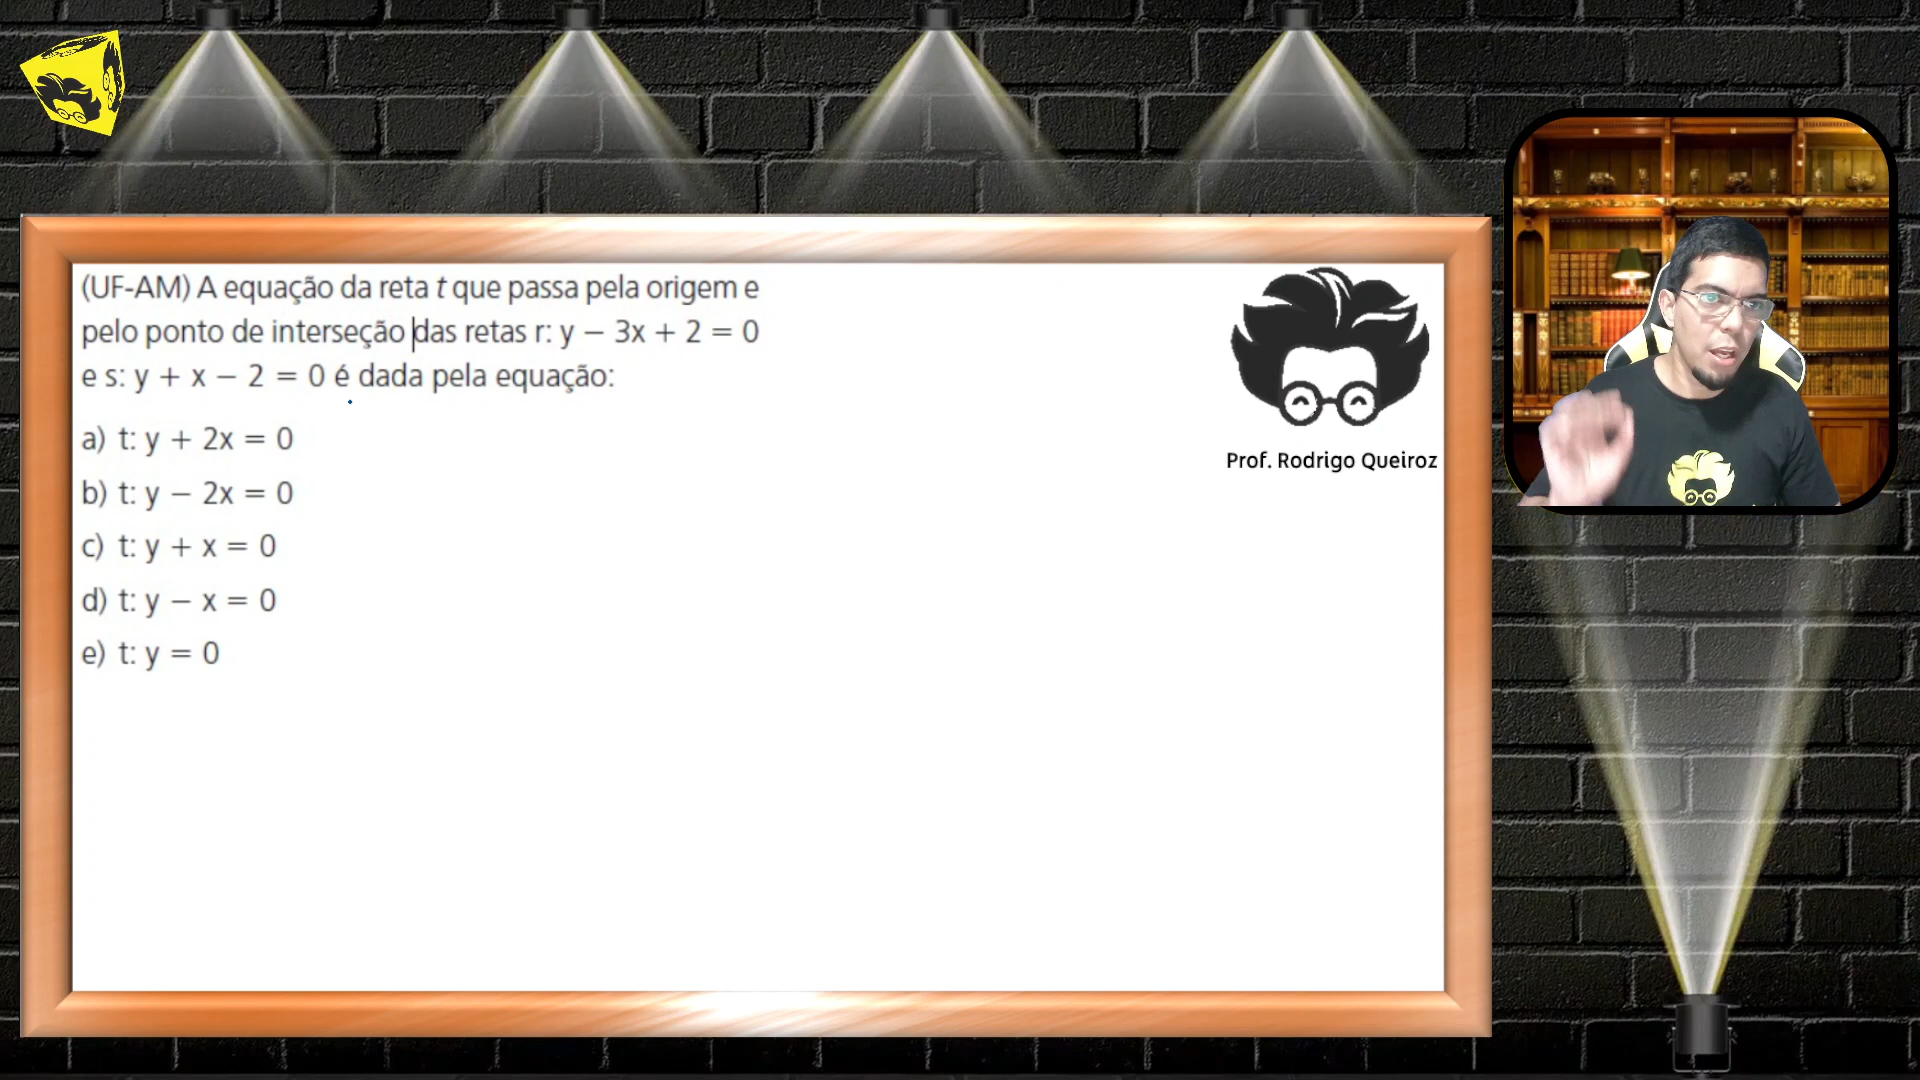 (UF-AM) A equação da reta t que passa pela origem e
pelo ponto de interseção das retas r: y − 3x + 2 = 0
e s: y + x − 2 = 0 é dada pela equação:
a) t: y + 2x = 0
b) t: y − 2x = 0
c) t: y + x = 0
d) t: y − x = 0
e) t: y = 0
Prof. Rodrigo Queiroz